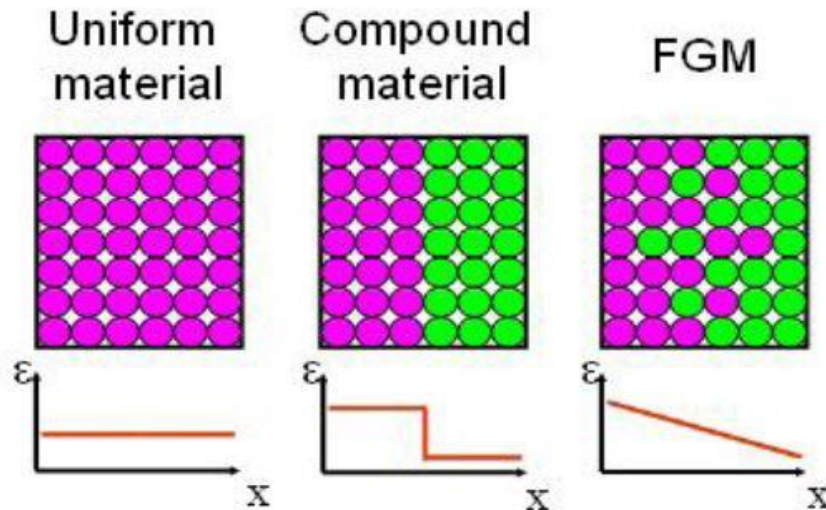 Uniform
material
Compound
material
FGM
ε
x
ε
x
ε
x